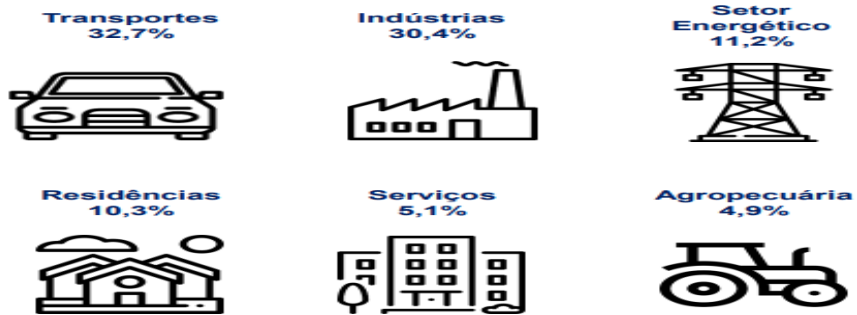 Transportes
32,7%
Indústrias
30,4%
Setor
Energético
11,2%
Residências
10,3%
Serviços
5,1%
Agropecuária
4,9%